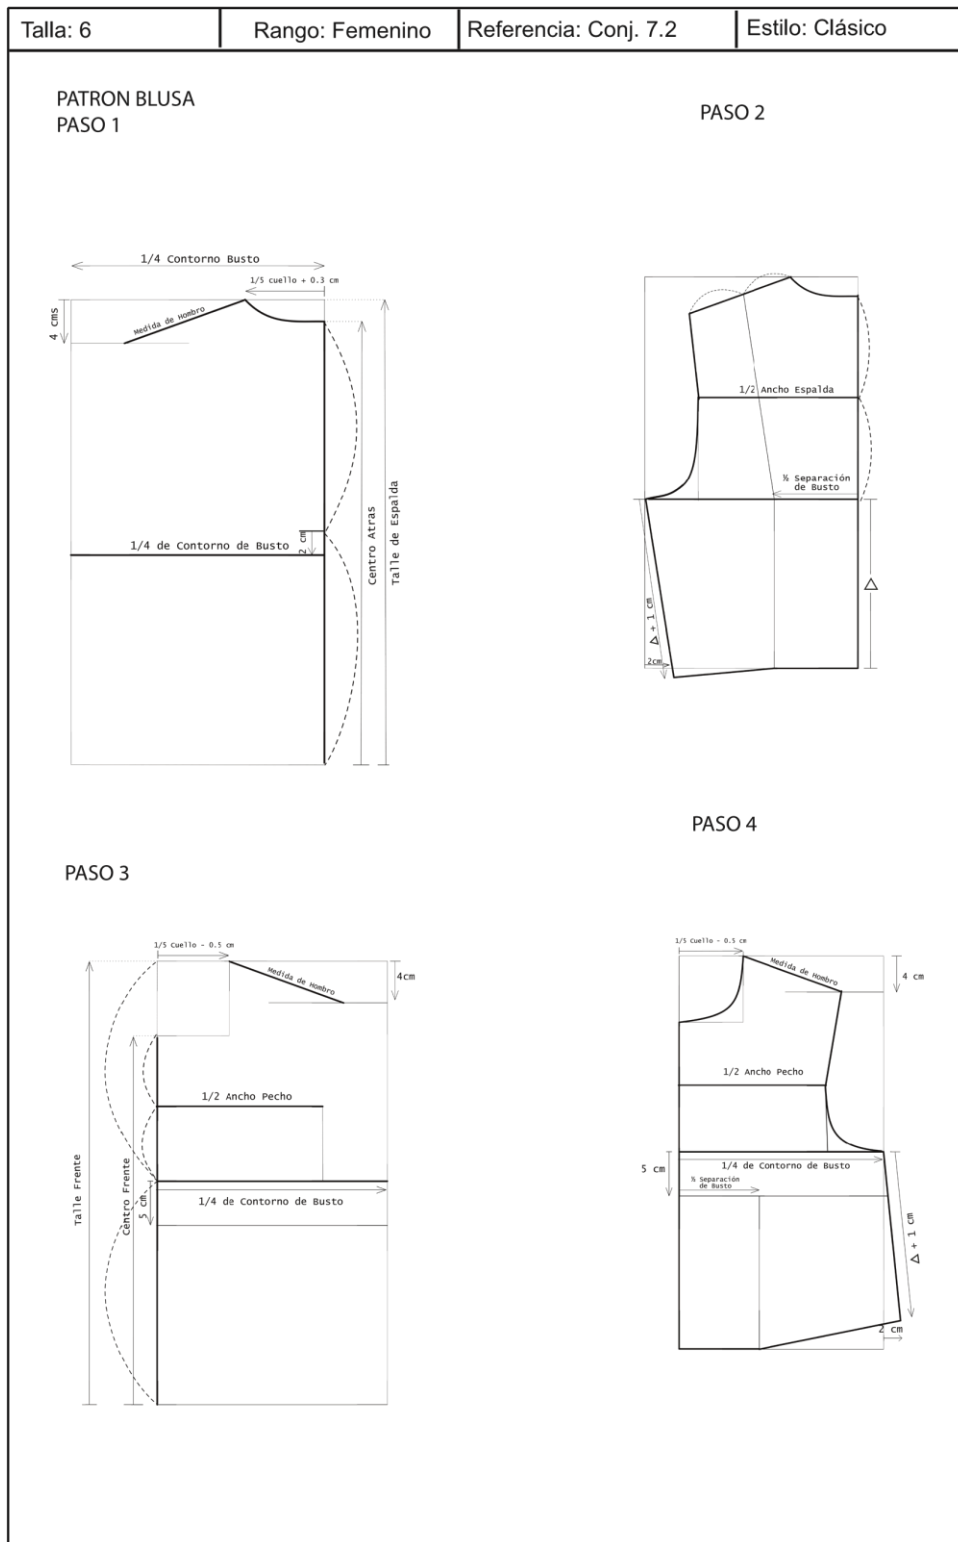 Talla: 6
Rango: Femenino
Referencia: Conj. 7.2
Estilo: Clásico
PATRON BLUSA
PASO 1
1/4 Contorno Busto
1/5 cuello + 0.3 cm
4 cms
Medida de Hombro
1/4 de Contorno de Busto
2 cm
Centro Atras
Talle de Espalda
PASO 2
1/2 Ancho Espalda
½ Separación
de Busto
△
△ + 1 cm
2cm
PASO 3
1/5 Cuello - 0.5 cm
Medida de Hombro
4cm
1/2 Ancho Pecho
1/4 de Contorno de Busto
5 cm
Centro Frente
Talle Frente
PASO 4
1/5 Cuello - 0.5 cm
Medida de Hombro
4 cm
1/2 Ancho Pecho
5 cm
1/4 de Contorno de Busto
½ Separación
de Busto
△ + 1 cm
2 cm